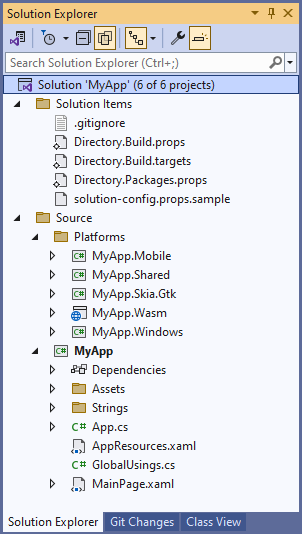 Solution Explorer
Search Solution Explorer (Ctrl+;)
Solution 'MyApp' (6 of 6 projects)
Solution Items
.gitignore
Directory.Build.props
Directory.Build.targets
Directory.Packages.props
solution-config.props.sample
Source
Platforms
C# MyApp.Mobile
C# MyApp.Shared
C# MyApp.Skia.Gtk
MyApp.Wasm
C# MyApp.Windows
C# MyApp
Dependencies
Assets
Strings
C# App.cs
AppResources.xaml
C# GlobalUsings.cs
MainPage.xaml
Solution Explorer Git Changes Class View